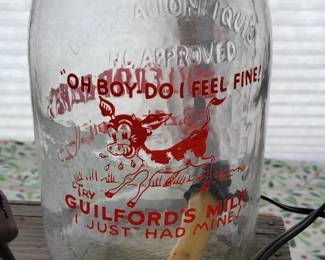 APPROVED
"OH BOY DO I FEEL FINE!
TRY
GUILFORD'S MILK
I JUST HAD MINE"